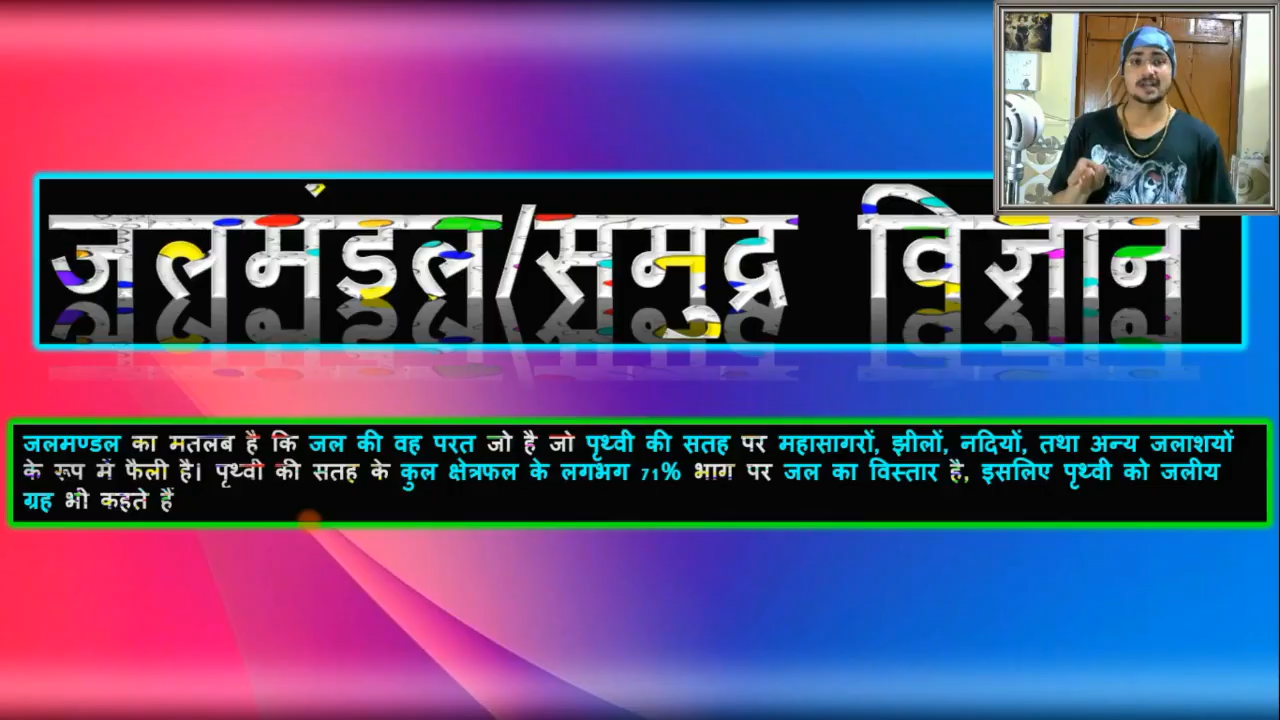 जलमंडल/समुद्र विज्ञान
जलमण्डल का मतलब है कि जल की वह परत जो है जो पृथ्वी की सतह पर महासागरों, झीलों, नदियों, तथा अन्य जलाशयों
के रूप में फैली है। पृथ्वी की सतह के कुल क्षेत्रफल के लगभग 71% भाग पर जल का विस्तार है, इसलिए पृथ्वी को जलीय
ग्रह भी कहते हैं